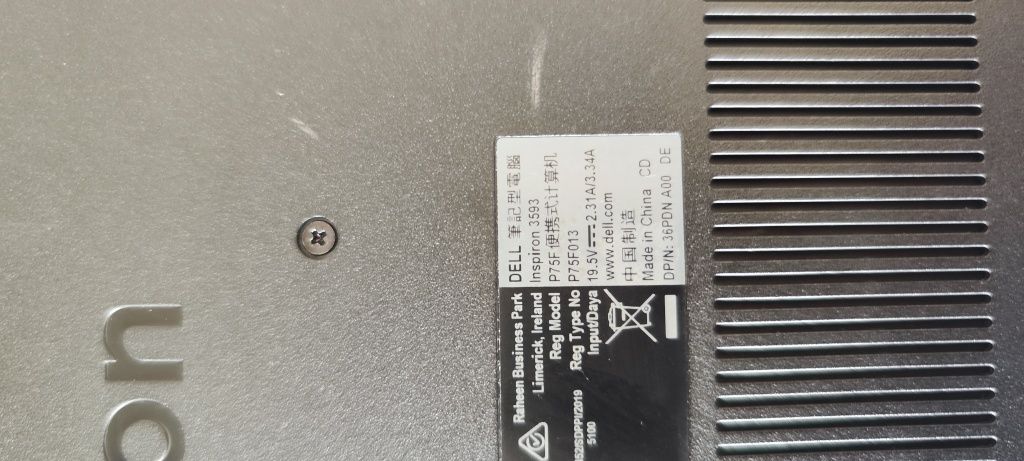 DELL 筆記型電腦
Inspiron 3593
P75F 便携式计算机
P75F013
19.5V⎓2.31A/3.34A
www.dell.com
中国制造
Made in China CD
DP/N: 36PDN A00 DE
Raheen Business Park
Limerick, Ireland
Reg Model
Reg Type No
Input/Daya
5100
on